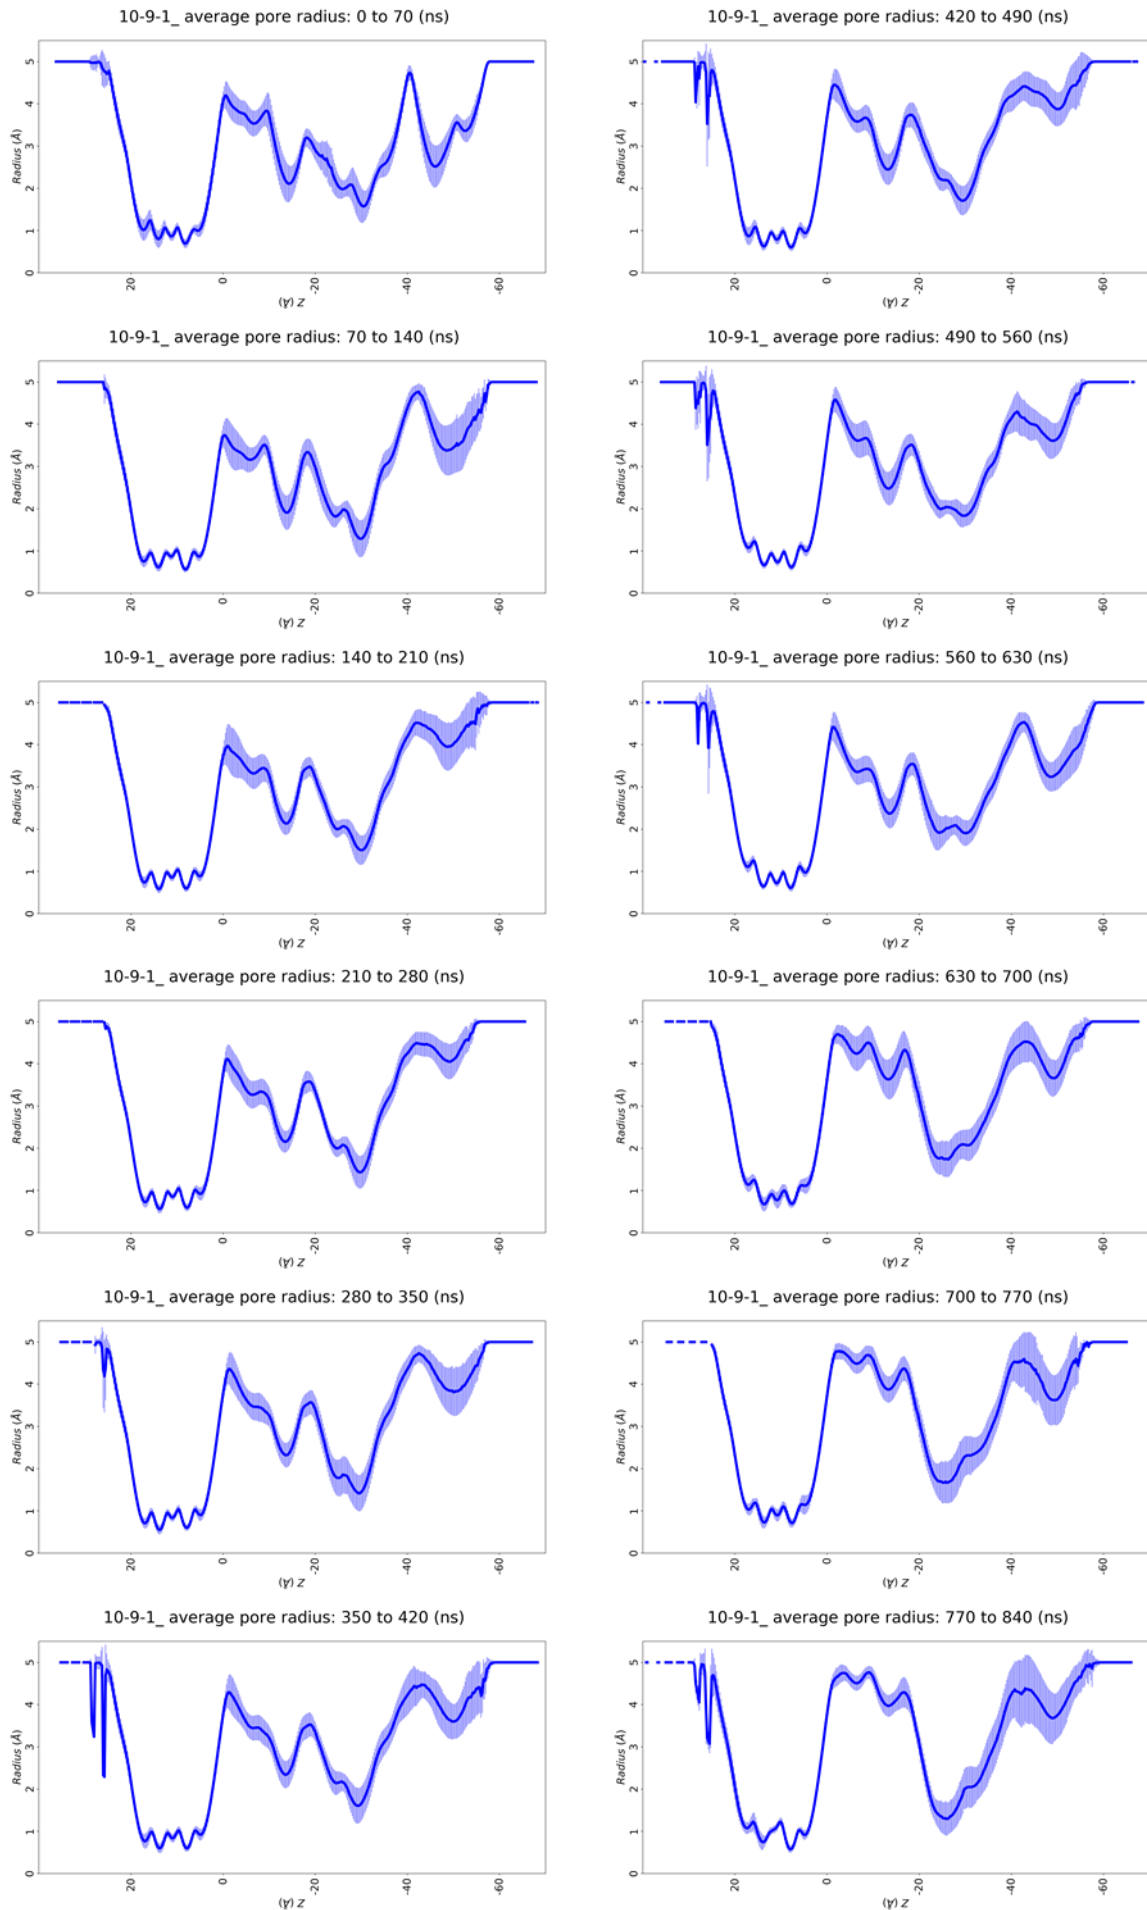 10-9-1_ average pore radius: 0 to 70 (ns)
Radius (Å)
0 1 2 3 4 5
20 0 -20 -40 -60
Z (Å)
10-9-1_ average pore radius: 420 to 490 (ns)
Radius (Å)
0 1 2 3 4 5
20 0 -20 -40 -60
Z (Å)
10-9-1_ average pore radius: 70 to 140 (ns)
Radius (Å)
0 1 2 3 4 5
20 0 -20 -40 -60
Z (Å)
10-9-1_ average pore radius: 490 to 560 (ns)
Radius (Å)
0 1 2 3 4 5
20 0 -20 -40 -60
Z (Å)
10-9-1_ average pore radius: 140 to 210 (ns)
Radius (Å)
0 1 2 3 4 5
20 0 -20 -40 -60
Z (Å)
10-9-1_ average pore radius: 560 to 630 (ns)
Radius (Å)
0 1 2 3 4 5
20 0 -20 -40 -60
Z (Å)
10-9-1_ average pore radius: 210 to 280 (ns)
Radius (Å)
0 1 2 3 4 5
20 0 -20 -40 -60
Z (Å)
10-9-1_ average pore radius: 630 to 700 (ns)
Radius (Å)
0 1 2 3 4 5
20 0 -20 -40 -60
Z (Å)
10-9-1_ average pore radius: 280 to 350 (ns)
Radius (Å)
0 1 2 3 4 5
20 0 -20 -40 -60
Z (Å)
10-9-1_ average pore radius: 700 to 770 (ns)
Radius (Å)
0 1 2 3 4 5
20 0 -20 -40 -60
Z (Å)
10-9-1_ average pore radius: 350 to 420 (ns)
Radius (Å)
0 1 2 3 4 5
20 0 -20 -40 -60
Z (Å)
10-9-1_ average pore radius: 770 to 840 (ns)
Radius (Å)
0 1 2 3 4 5
20 0 -20 -40 -60
Z (Å)